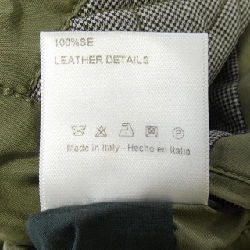 100%SE
LEATHER DETAILS
Made in Italy - Hecho en Italia